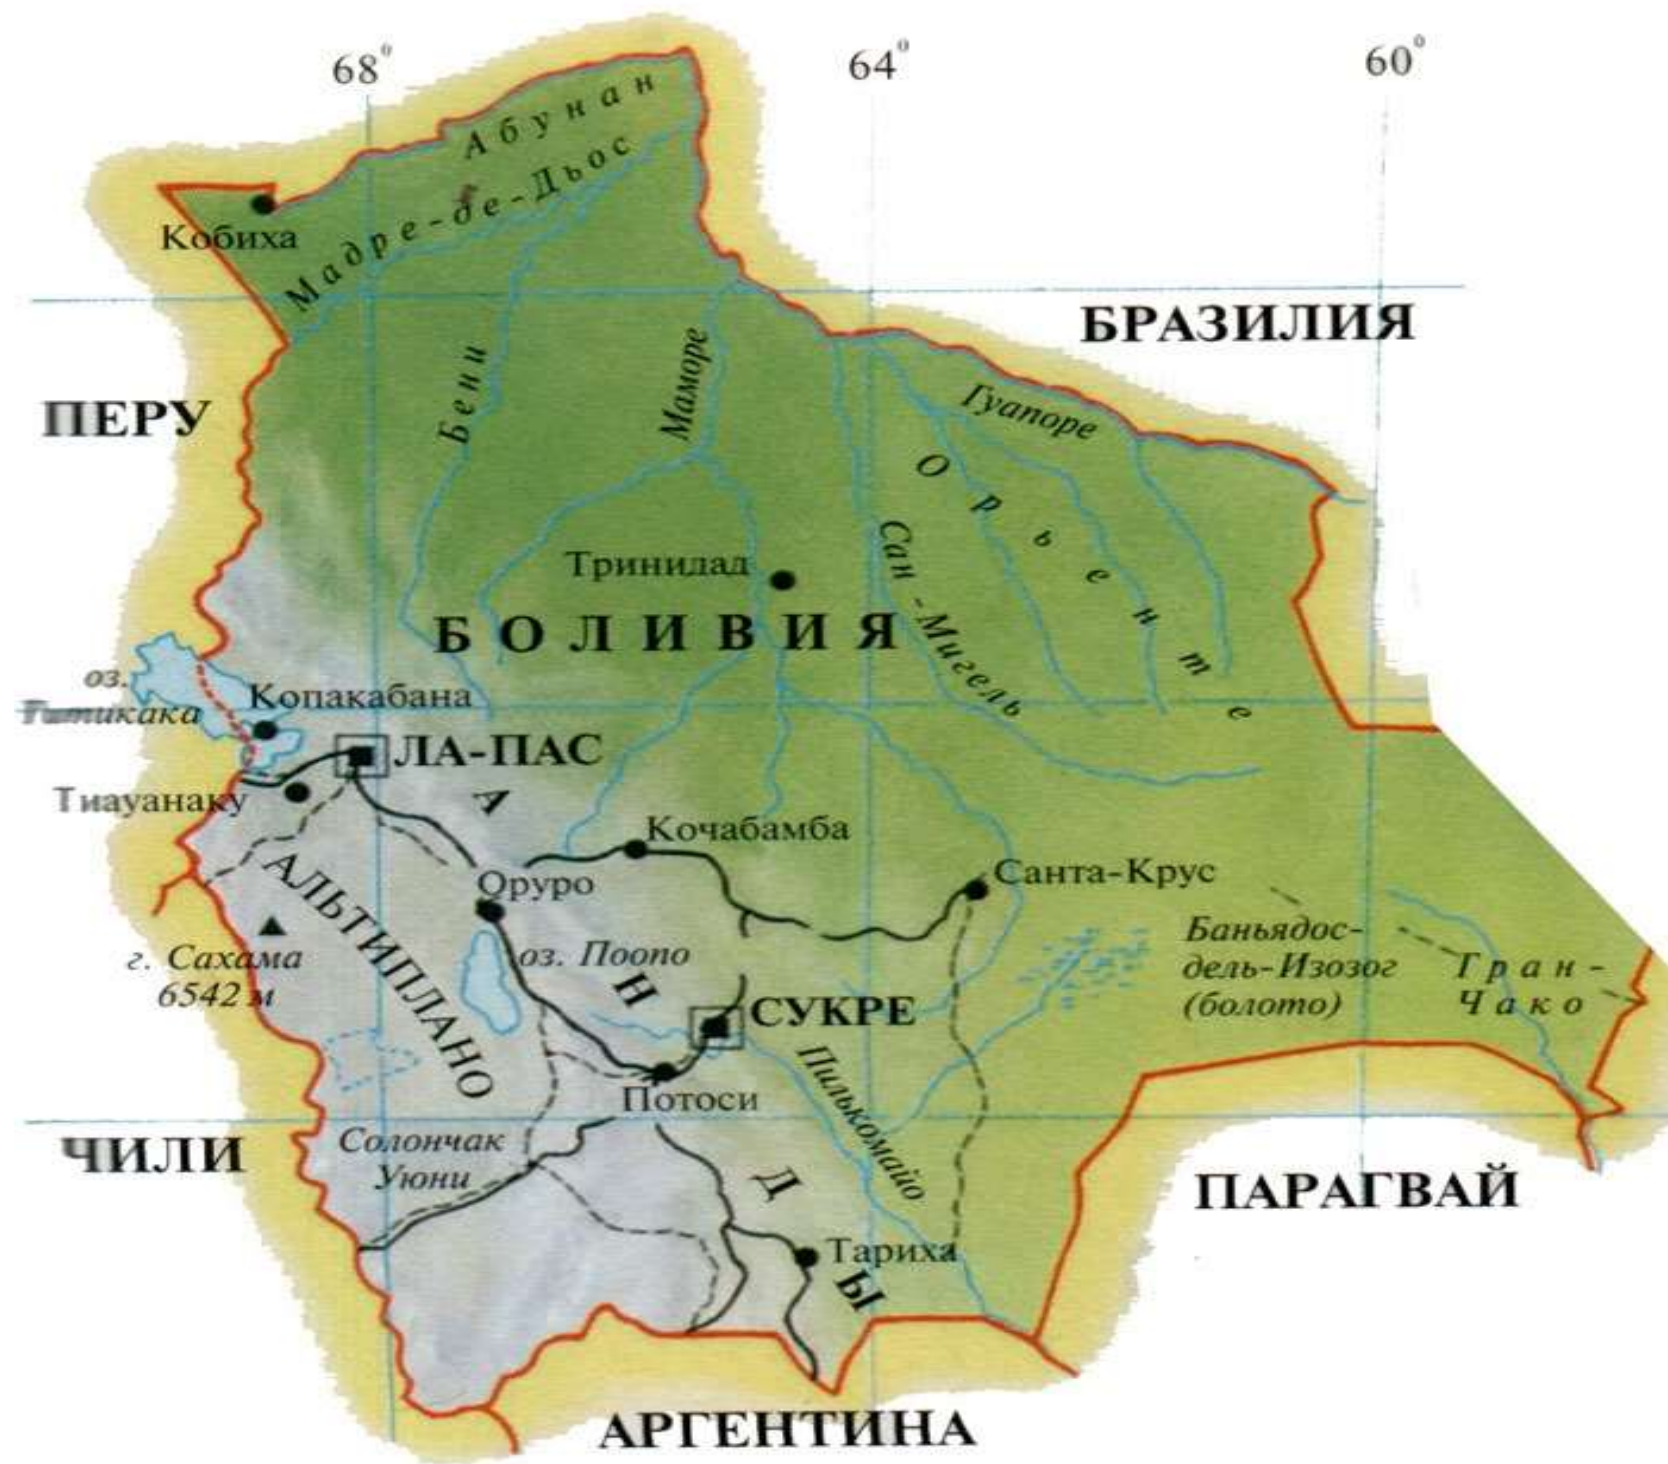 68°
64°
60°
Абунан
Мадре-де-Дьос
Кобиха
БРАЗИЛИЯ
ПЕРУ
Бени
Маморе
Гуапоре
Орьенте
Сан-Мигель
Тринидад
БОЛИВИЯ
оз.
Титикака
Копакабана
ЛА-ПАС
Тиауанаку
АНДЫ
Кочабамба
Санта-Крус
АЛЬТИПЛАНО
Оруро
г. Сахама
6542 м
оз. Поопо
Баньядос-
дель-Изозог
(болото)
Гран-
Чако
СУКРЕ
Пилькомайо
Потоси
ЧИЛИ
Солончак
Уюни
ПАРАГВАЙ
Тариха
АРГЕНТИНА